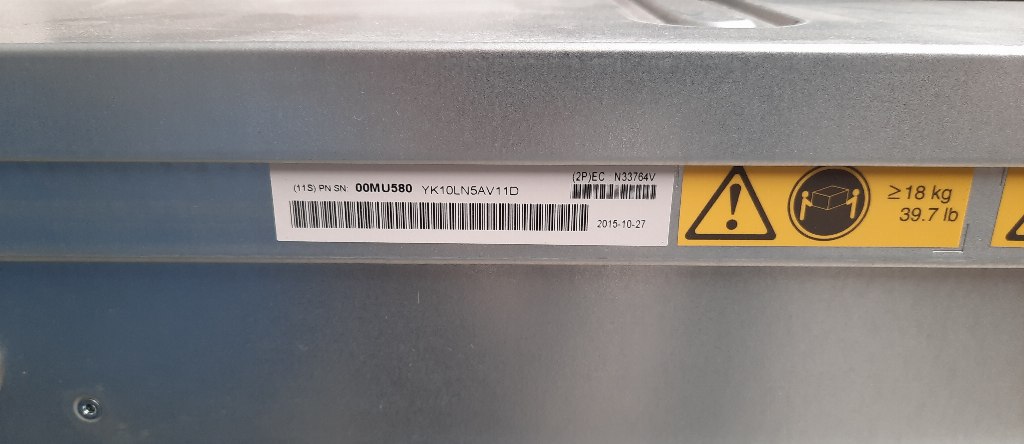 (11S) PN SN: 00MU580 YK10LN5AV11D
(2P)EC N33764V
2015-10-27
≥18 kg
39.7 lb